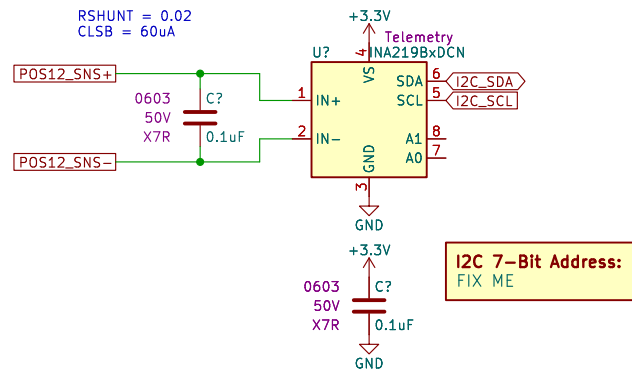 RSHUNT = 0.02
CLSB = 60uA
+3.3V
Telemetry
U?
INA219BxDCN
4
VS
POS12_SNS+
6
SDA
I2C_SDA
0603
C?
1
IN+
5
SCL
I2C_SCL
50V
X7R
0.1uF
2
IN-
8
A1
7
A0
POS12_SNS-
GND
3
GND
+3.3V
I2C 7-Bit Address:
FIX ME
0603
C?
50V
X7R
0.1uF
GND